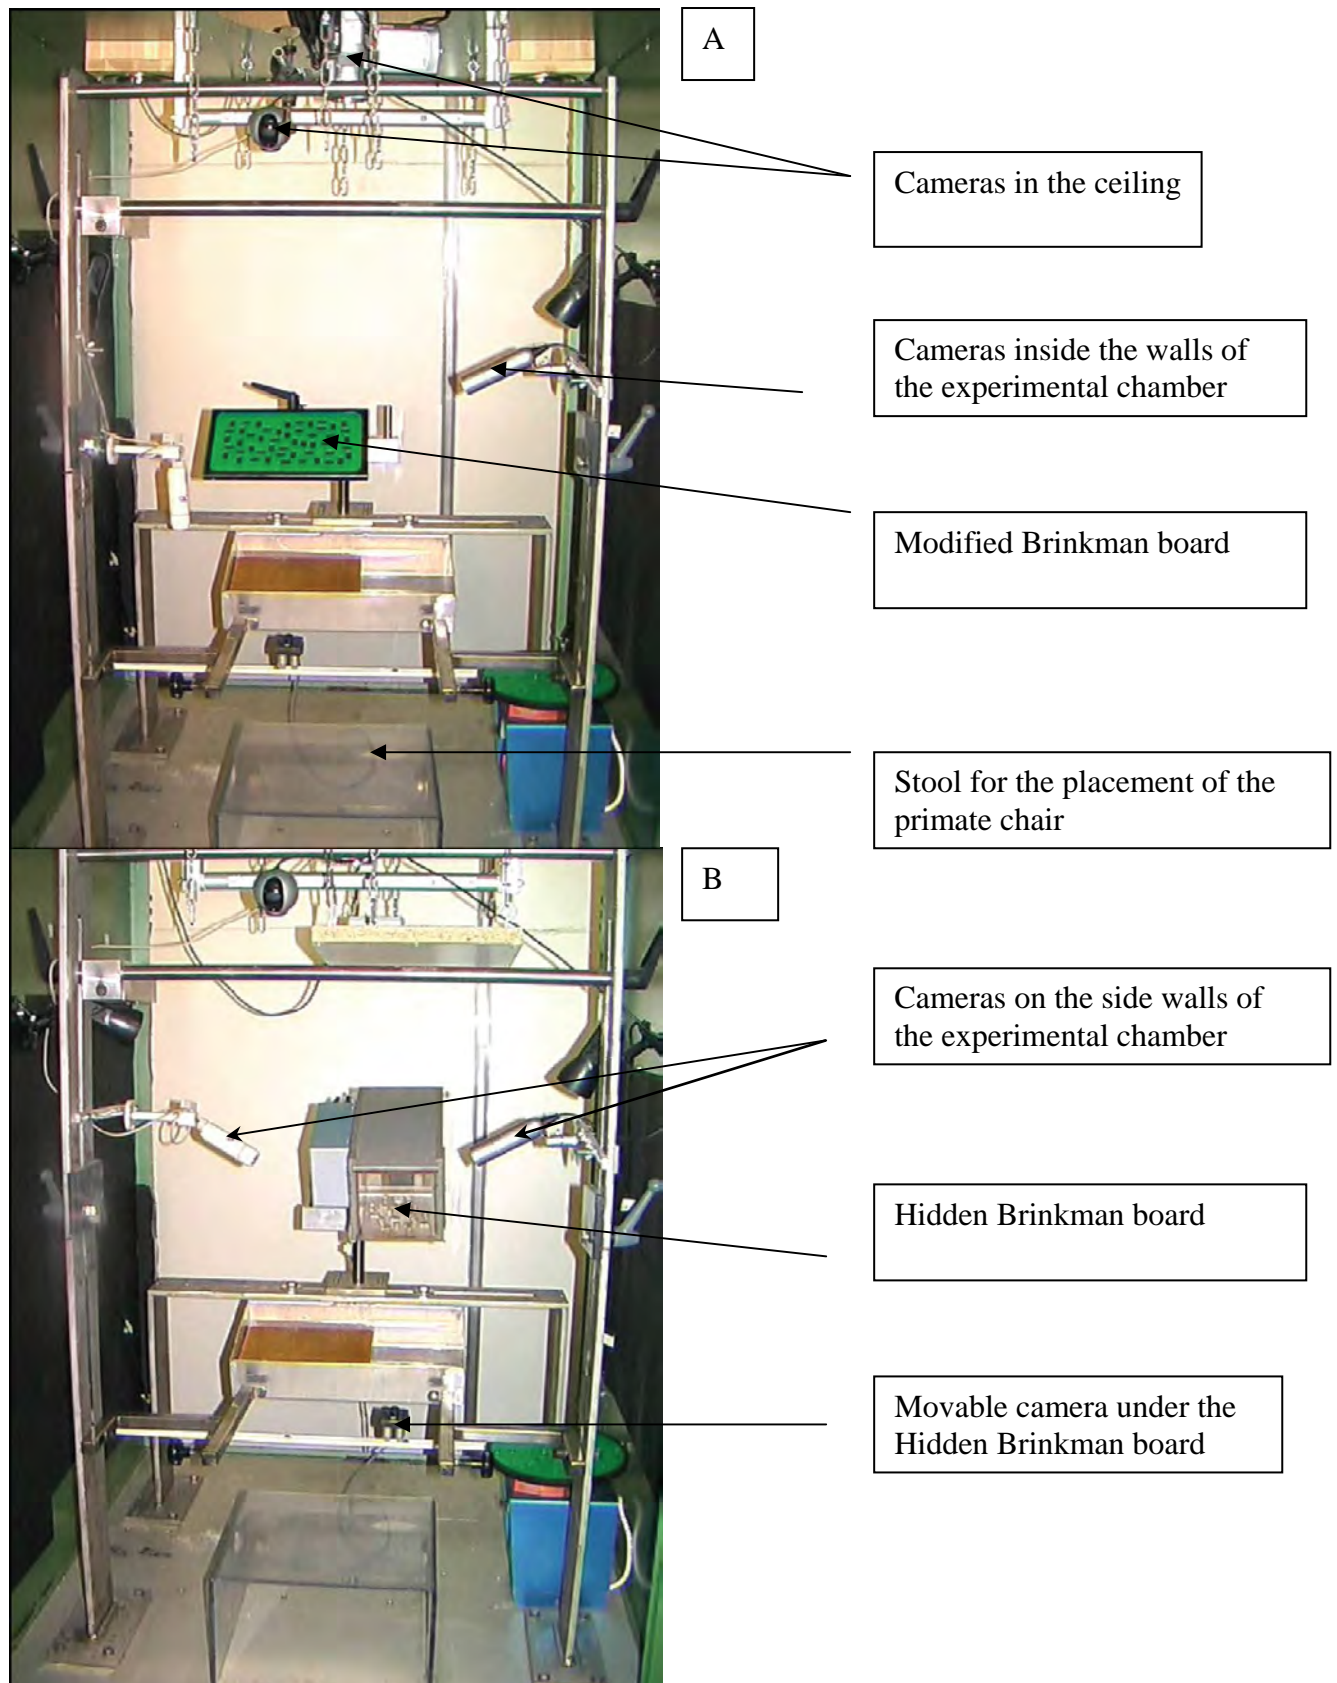 A
Cameras in the ceiling
Cameras inside the walls of
the experimental chamber
Modified Brinkman board
Stool for the placement of the
primate chair
B
Cameras on the side walls of
the experimental chamber
Hidden Brinkman board
Movable camera under the
Hidden Brinkman board